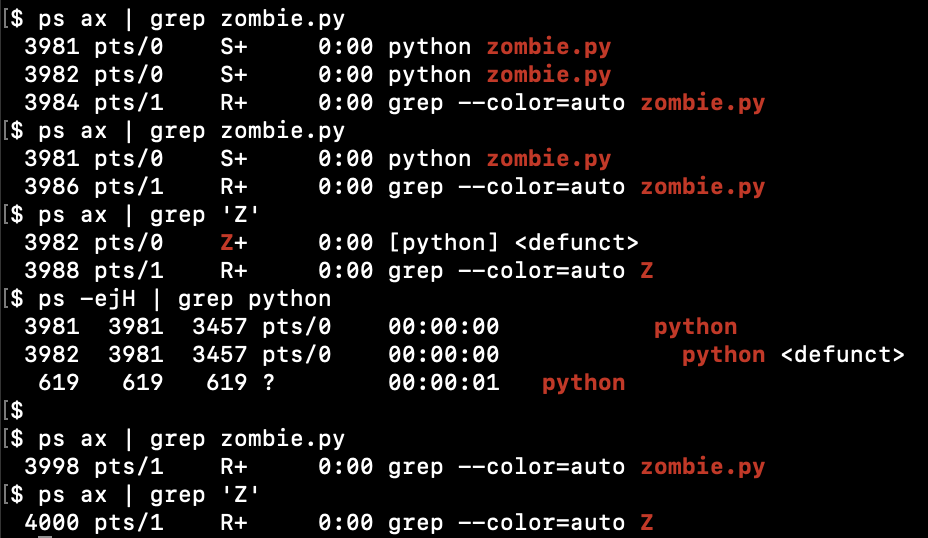 [$ ps ax | grep zombie.py
3981 pts/0    S+     0:00 python zombie.py
3982 pts/0    S+     0:00 python zombie.py
3984 pts/1    R+     0:00 grep --color=auto zombie.py
[$ ps ax | grep zombie.py
3981 pts/0    S+     0:00 python zombie.py
3986 pts/1    R+     0:00 grep --color=auto zombie.py
[$ ps ax | grep 'Z'
3982 pts/0    Z+     0:00 [python] <defunct>
3988 pts/1    R+     0:00 grep --color=auto Z
[$ ps -ejH | grep python
3981  3981  3457 pts/0    00:00:00           python
3982  3981  3457 pts/0    00:00:00             python <defunct>
619   619   619 ?        00:00:01   python
[$
[$ ps ax | grep zombie.py
3998 pts/1    R+     0:00 grep --color=auto zombie.py
[$ ps ax | grep 'Z'
4000 pts/1    R+     0:00 grep --color=auto Z